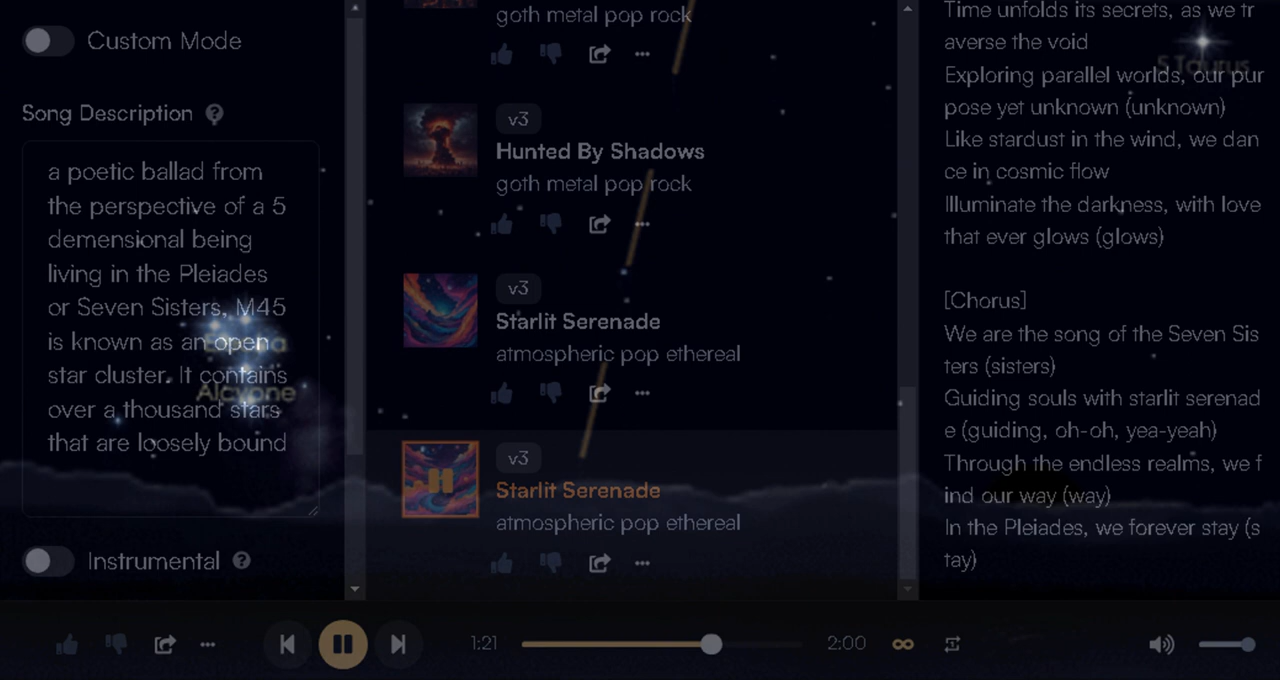 Custom Mode
Song Description
a poetic ballad from
the perspective of a 5
demensional being
living in the Pleiades
or Seven Sisters, M45
is known as an open
star cluster. It contains
over a thousand stars
that are loosely bound
Alcyone
Instrumental
goth metal pop rock
v3
Hunted By Shadows
goth metal pop rock
v3
Starlit Serenade
atmospheric pop ethereal
v3
Starlit Serenade
atmospheric pop ethereal
Time unfolds its secrets, as we tr
averse the void
Exploring parallel worlds, our pur
pose yet unknown (unknown)
Like stardust in the wind, we dan
ce in cosmic flow
Illuminate the darkness, with love
that ever glows (glows)
[Chorus]
We are the song of the Seven Sis
ters (sisters)
Guiding souls with starlit serenad
e (guiding, oh-oh, yea-yeah)
Through the endless realms, we f
ind our way (way)
In the Pleiades, we forever stay (s
tay)
1:21
2:00